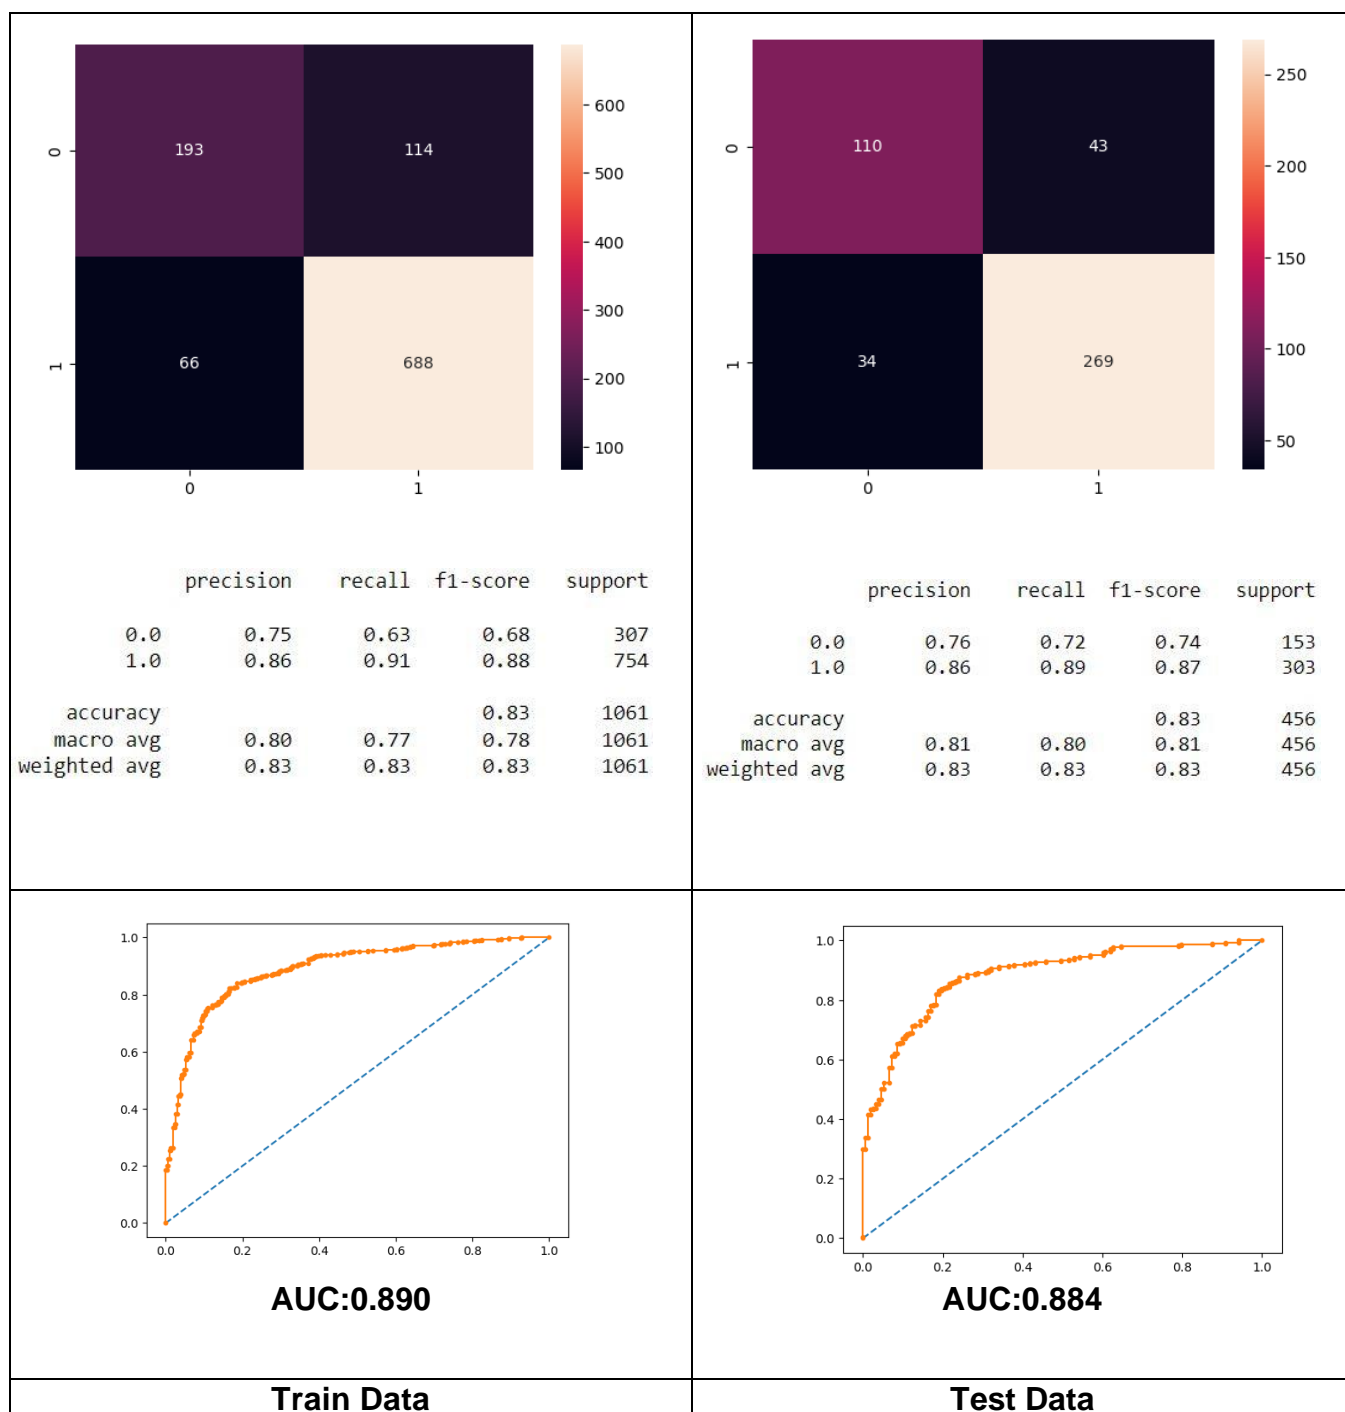 193 114
66 688
0
1
0 1
600
500
400
300
200
100
precision recall f1-score support
0.0 0.75 0.63 0.68 307
1.0 0.86 0.91 0.88 754
accuracy 0.83 1061
macro avg 0.80 0.77 0.78 1061
weighted avg 0.83 0.83 0.83 1061
110 43
34 269
0
1
0 1
250
200
150
100
50
precision recall f1-score support
0.0 0.76 0.72 0.74 153
1.0 0.86 0.89 0.87 303
accuracy 0.83 456
macro avg 0.81 0.80 0.81 456
weighted avg 0.83 0.83 0.83 456
1.0
0.8
0.6
0.4
0.2
0.0
0.0 0.2 0.4 0.6 0.8 1.0
AUC:0.890
1.0
0.8
0.6
0.4
0.2
0.0
0.0 0.2 0.4 0.6 0.8 1.0
AUC:0.884
Train Data
Test Data